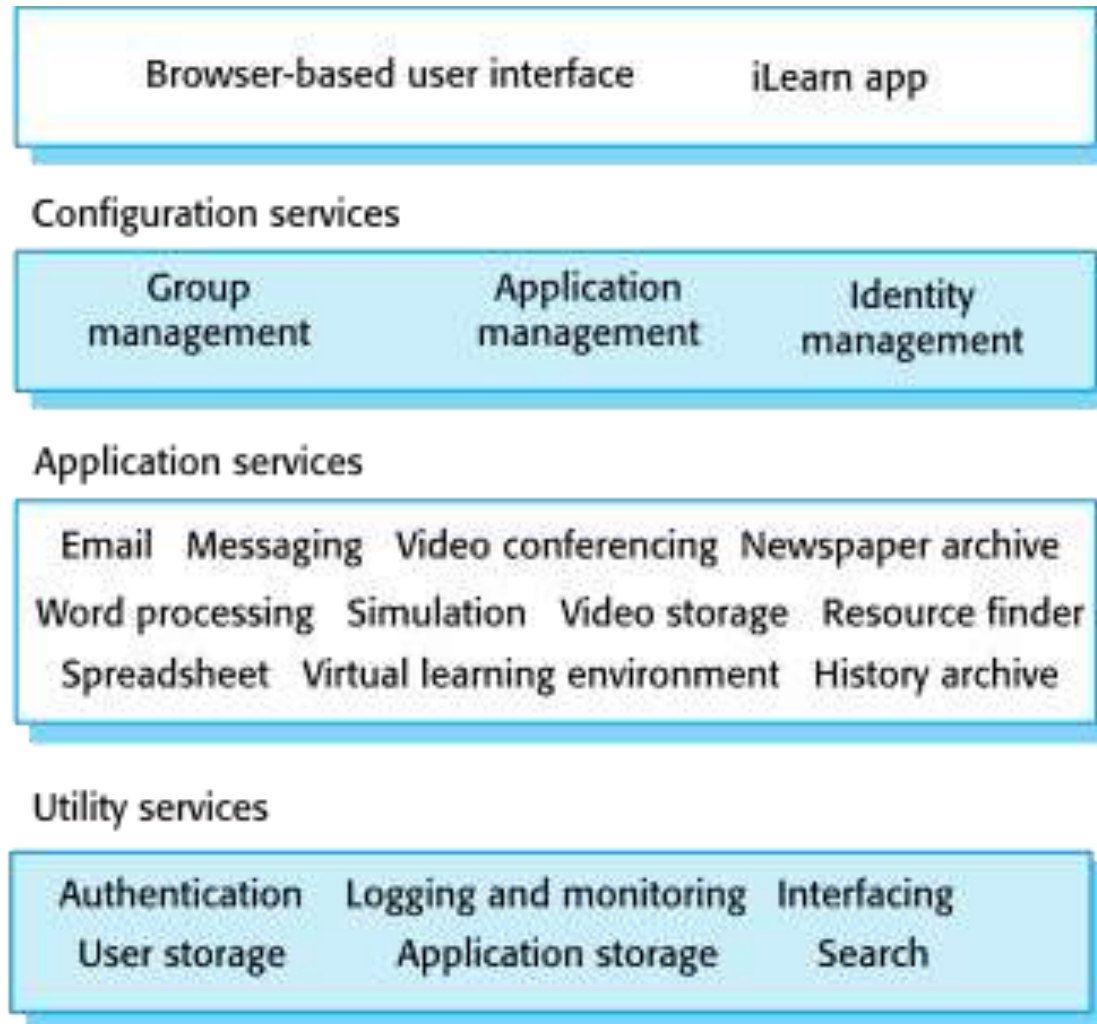 Browser-based user interface iLearn app
Configuration services
Group management Application management Identity management
Application services
Email Messaging Video conferencing Newspaper archive
Word processing Simulation Video storage Resource finder
Spreadsheet Virtual learning environment History archive
Utility services
Authentication Logging and monitoring Interfacing
User storage Application storage Search